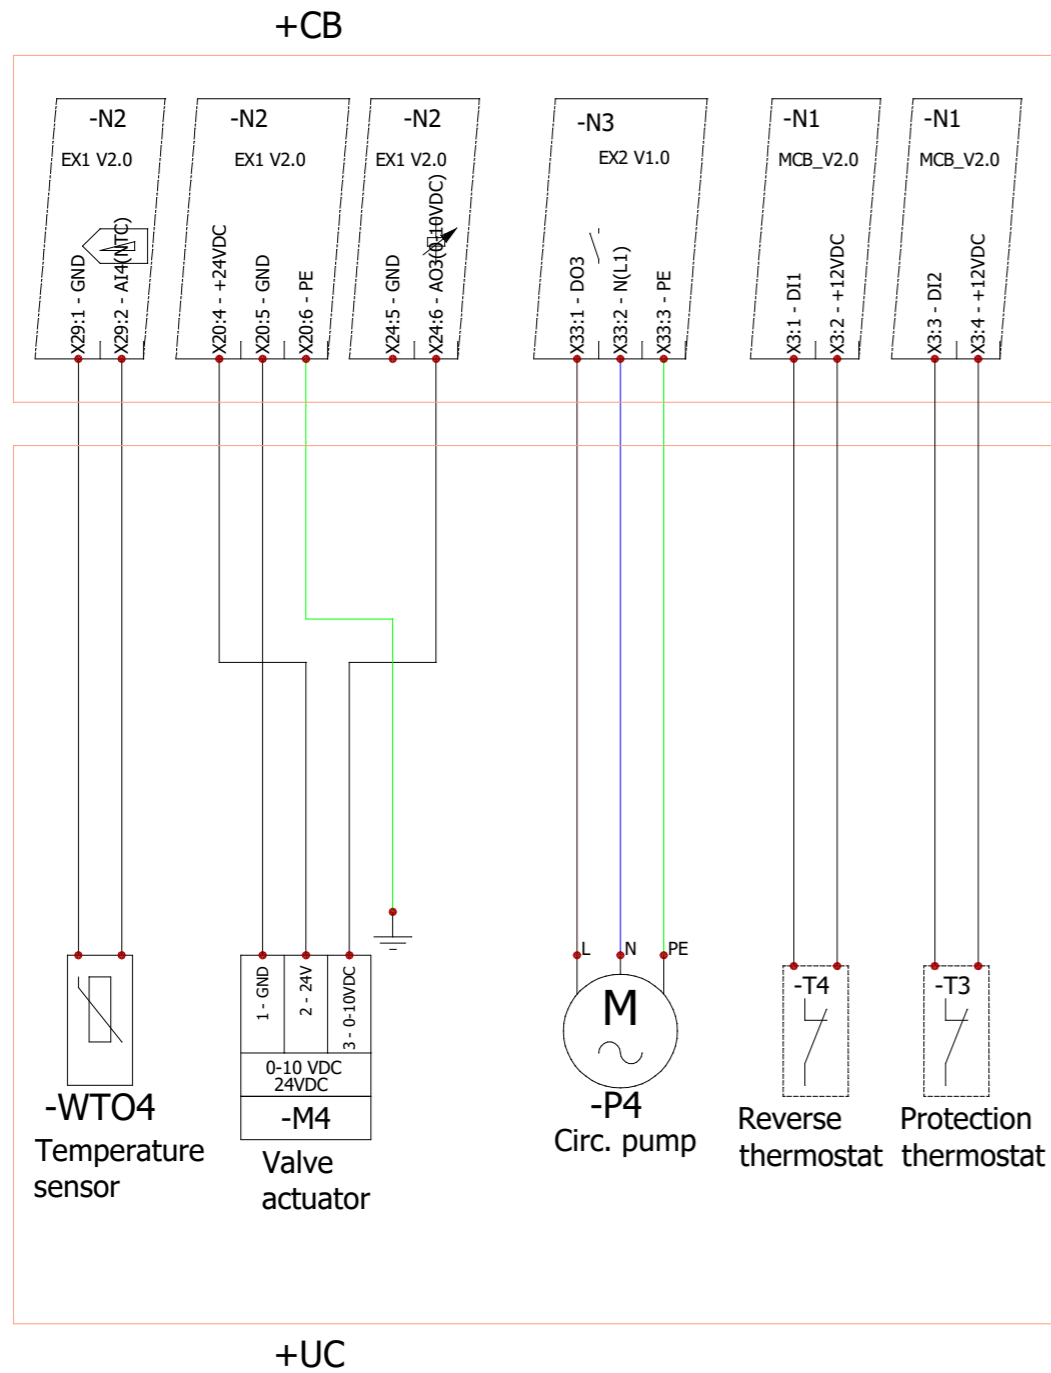 +CB
-N2
-N2
-N2
-N3
-N1
-N1
EX1 V2.0
EX1 V2.0
EX1 V2.0
EX2 V1.0
MCB_V2.0
MCB_V2.0
X29:1 - GND
X29:2 - AI4(NTC)
X20:4 - +24VDC
X20:5 - GND
X20:6 - PE
X24:5 - GND
X24:6 - AO3(0-10VDC)
X33:1 - DO3
X33:2 - N(L1)
X33:3 - PE
X3:1 - DI1
X3:2 - +12VDC
X3:3 - DI2
X3:4 - +12VDC
L
N
PE
1 - GND
2 - 24V
3 - 0-10VDC
0-10 VDC
24VDC
-M4
M
-T4
-T3
-WTO4
Temperature
sensor
Valve
actuator
-P4
Circ. pump
Reverse
thermostat
Protection
thermostat
+UC